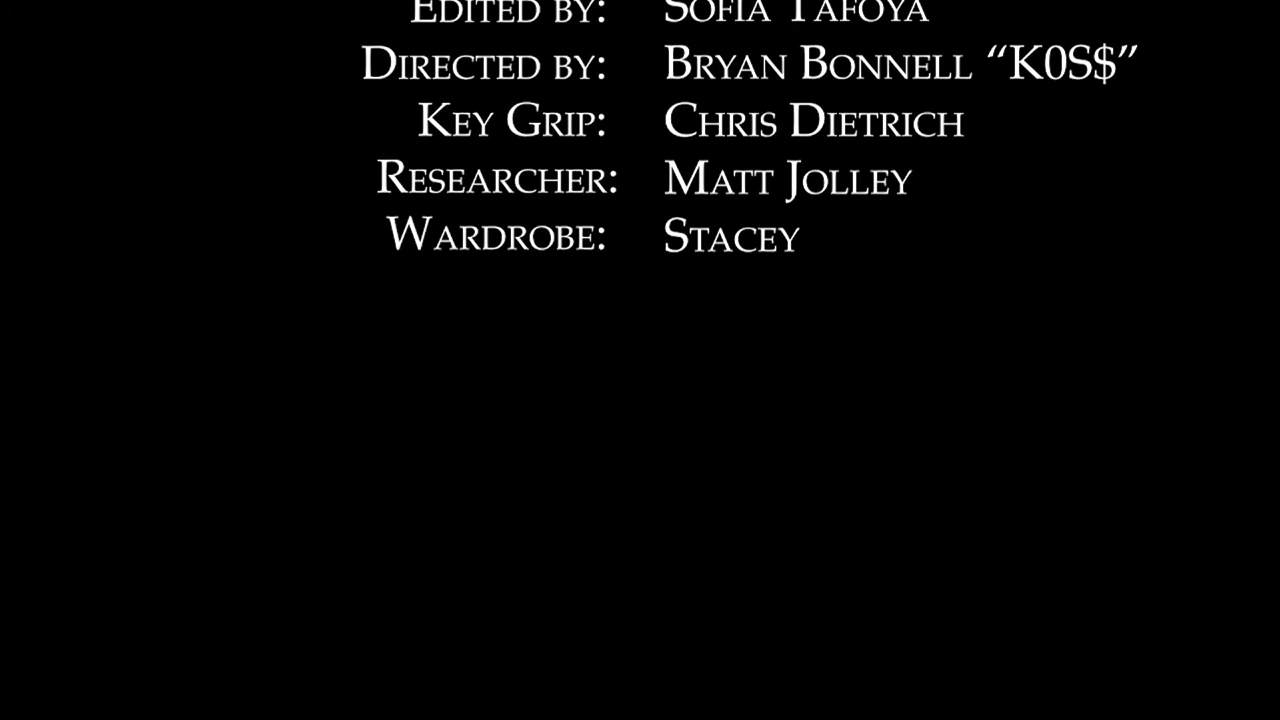 Edited by: Sofia Tafoya
Directed by: Bryan Bonnell “K0S$”
Key Grip: Chris Dietrich
Researcher: Matt Jolley
Wardrobe: Stacey